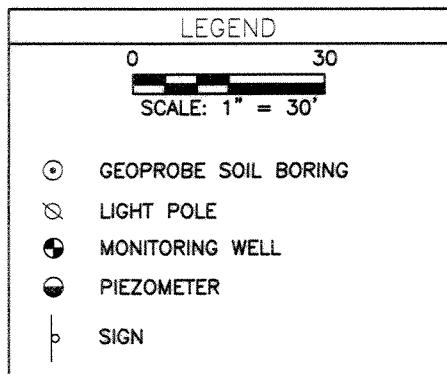 LEGEND
0 30
SCALE: 1" = 30'
GEOPROBE SOIL BORING
LIGHT POLE
MONITORING WELL
PIEZOMETER
SIGN